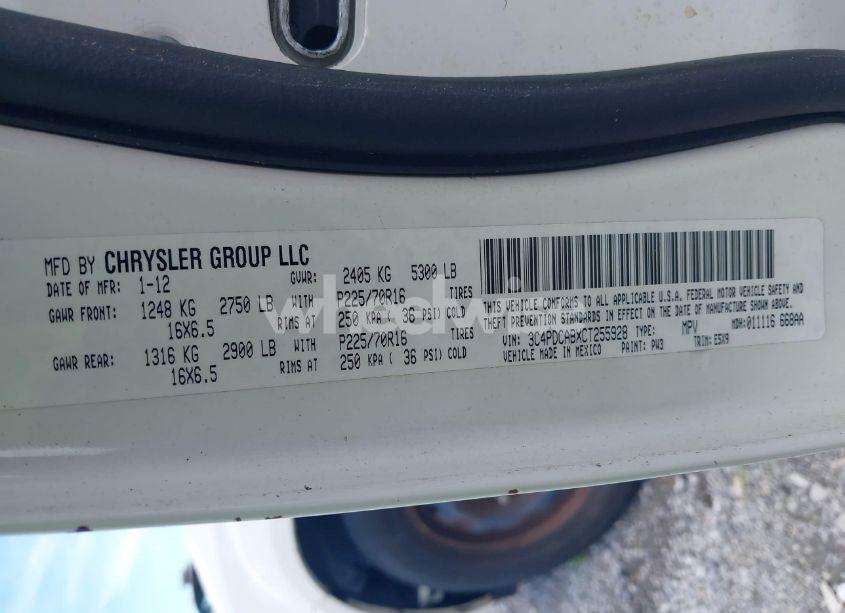 MFD BY CHRYSLER GROUP LLC
DATE OF MFR: 1-12 GVWR: 2405 KG 5300 LB
GAWR FRONT: 1248 KG 2750 LB WITH P225/70R16 TIRES
16X6.5 RIMS AT 250 KPA ( 36 PSI) COLD
GAWR REAR: 1316 KG 2900 LB WITH P225/70R16 TIRES
16X6.5 RIMS AT 250 KPA ( 36 PSI) COLD
THIS VEHICLE CONFORMS TO ALL APPLICABLE U.S.A. FEDERAL MOTOR VEHICLE SAFETY AND
THEFT PREVENTION STANDARDS IN EFFECT ON THE DATE OF MANUFACTURE SHOWN ABOVE.
VIN: 3C4PDCABXCT255928 TYPE: MPV MDH: 011116 668AA
VEHICLE MADE IN MEXICO PAINT: PW3 TRIM: E5X9